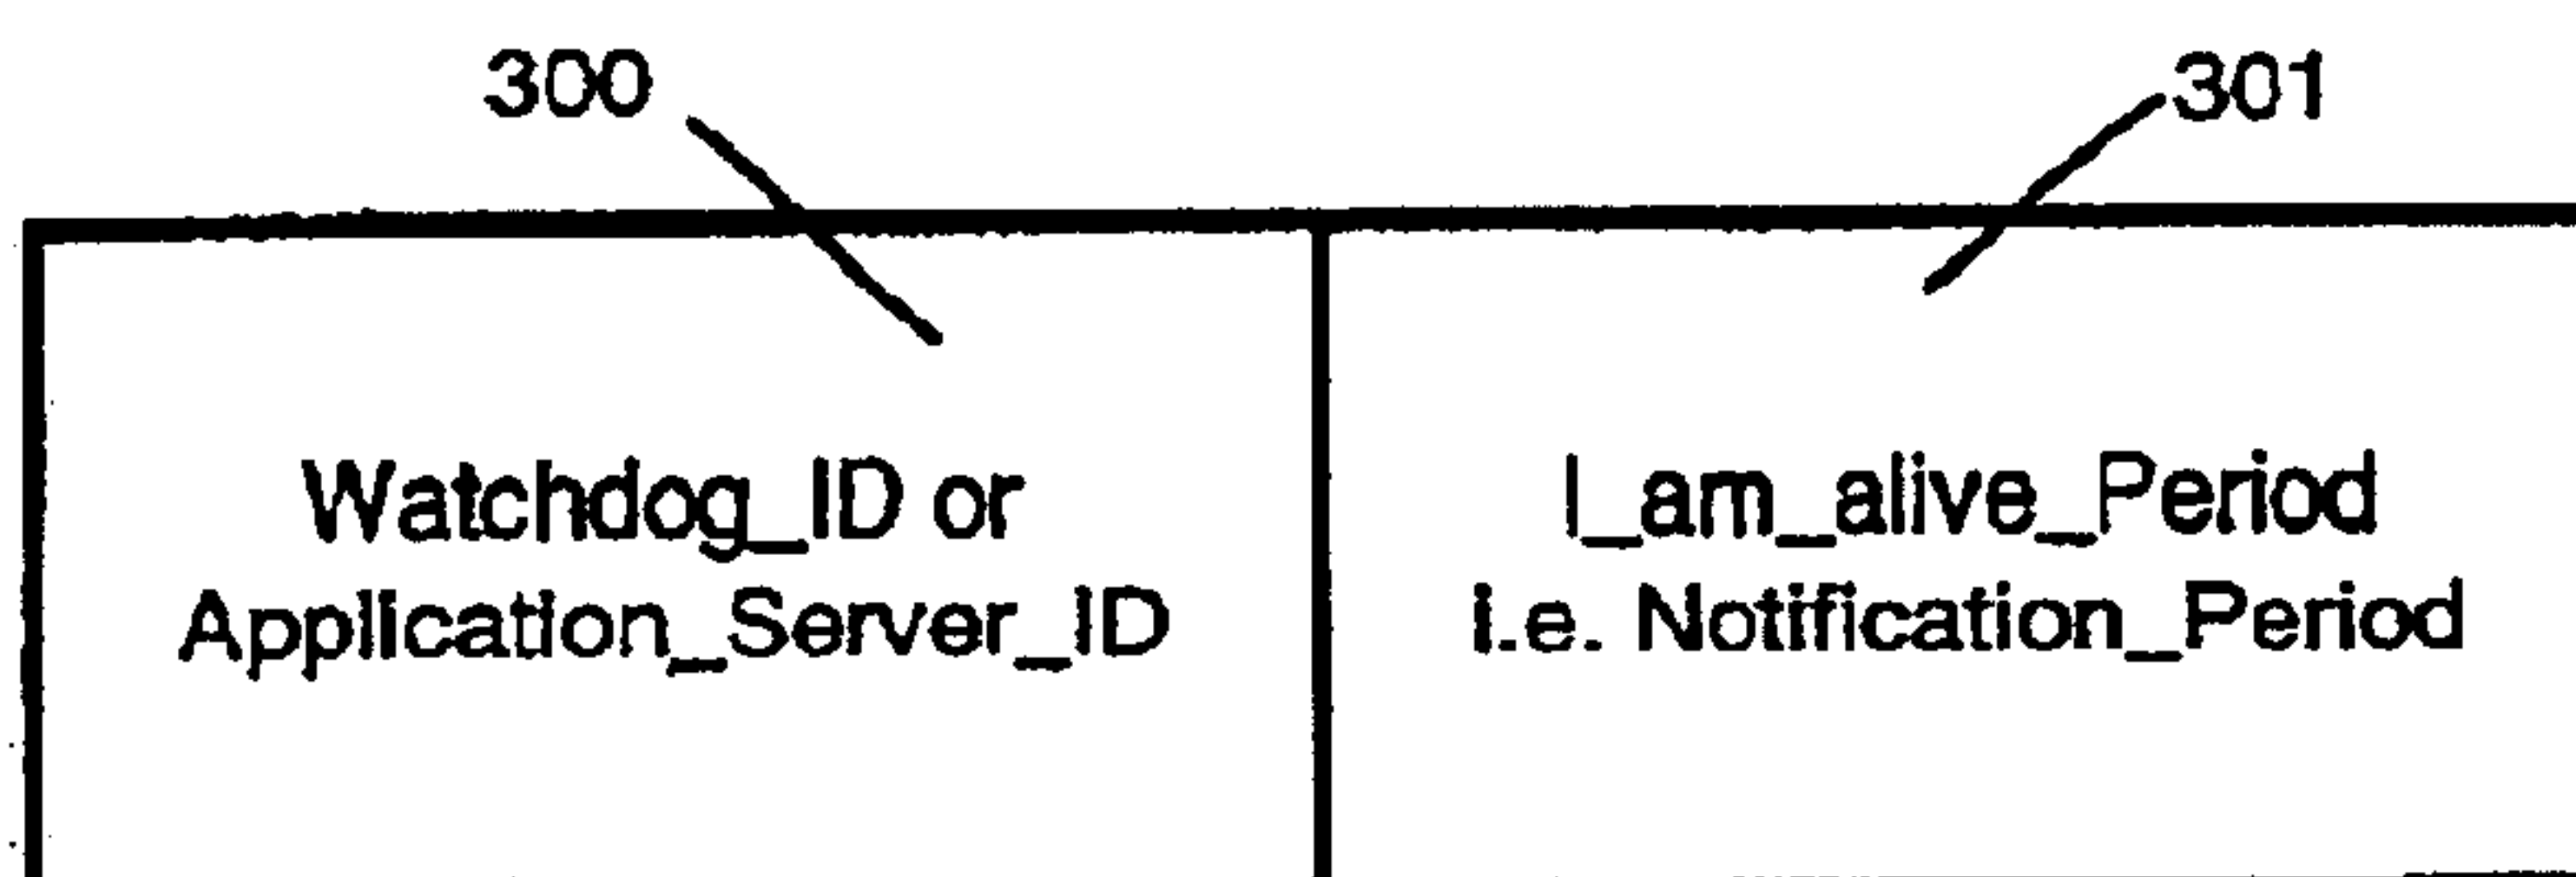 300
301
Watchdog_ID or
Application_Server_ID
I_am_alive_Period
i.e. Notification_Period